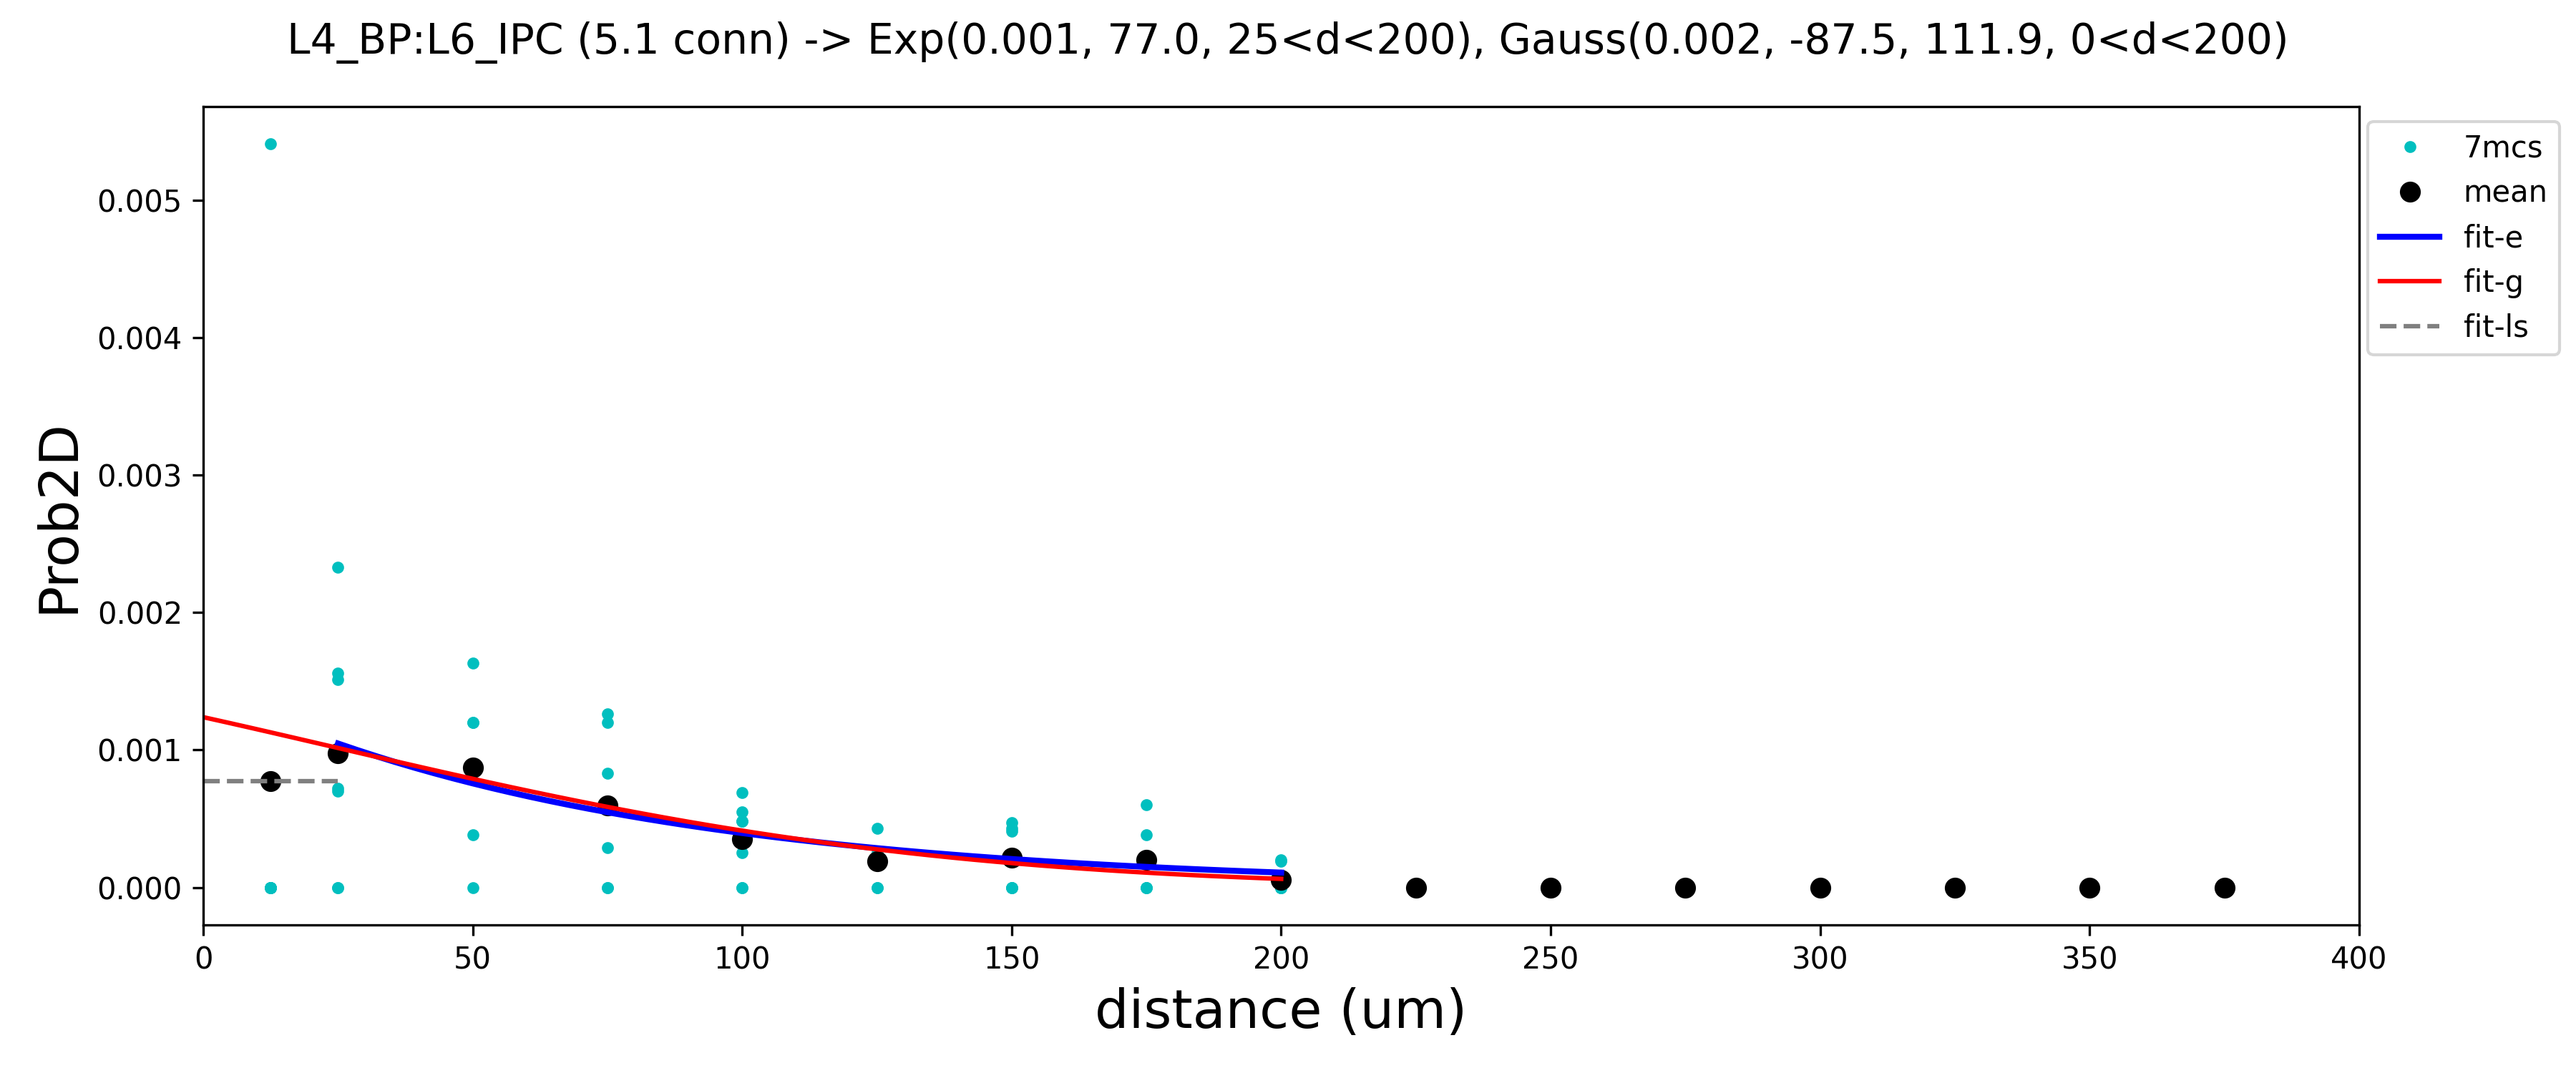 L4_BP:L6_IPC (5.1 conn) -> Exp(0.001, 77.0, 25<d<200), Gauss(0.002, -87.5, 111.9, 0<d<200)
7mcs
mean
fit-e
fit-g
fit-ls
Prob2D
0.005
0.004
0.003
0.002
0.001
0.000
0 50 100 150 200 250 300 350 400
distance (um)